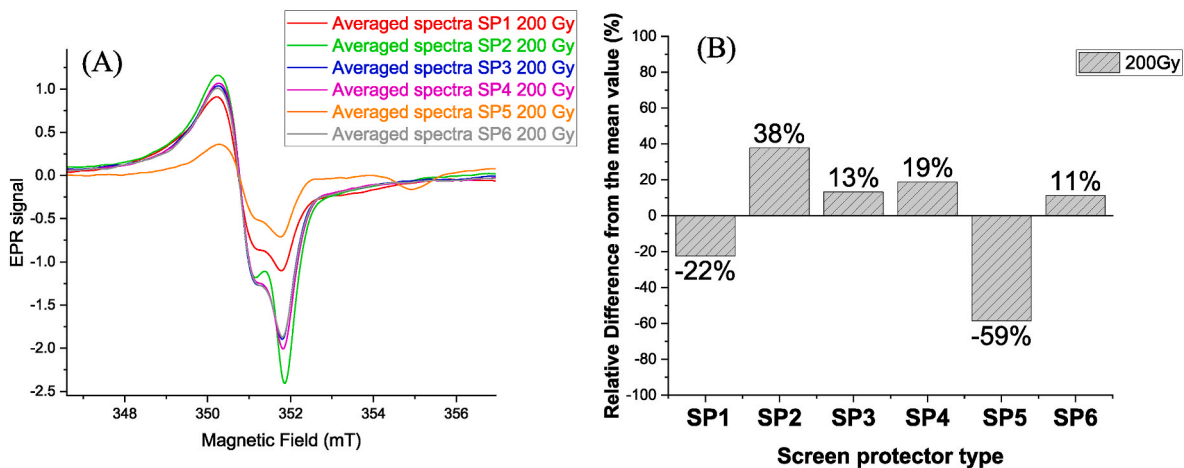 (A)
Averaged spectra SP1 200 Gy
Averaged spectra SP2 200 Gy
Averaged spectra SP3 200 Gy
Averaged spectra SP4 200 Gy
Averaged spectra SP5 200 Gy
Averaged spectra SP6 200 Gy
EPR signal
1.0
0.5
0.0
-0.5
-1.0
-1.5
-2.0
-2.5
348 350 352 354 356
Magnetic Field (mT)
(B)
200Gy
Relative Difference from the mean value (%)
100
80
60
40
20
0
-20
-40
-60
-80
-100
-22%
38%
13%
19%
-59%
11%
SP1 SP2 SP3 SP4 SP5 SP6
Screen protector type